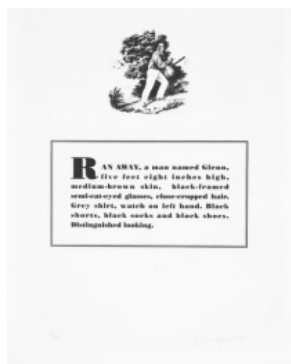 RAN AWAY, a man named Glenn,
five feet eight inches high,
medium-brown skin, black-framed
semi-cat-eyed glasses, close-cropped hair.
Grey shirt, watch on left hand. Black
shorts, black socks and black shoes.
Distinguished looking.